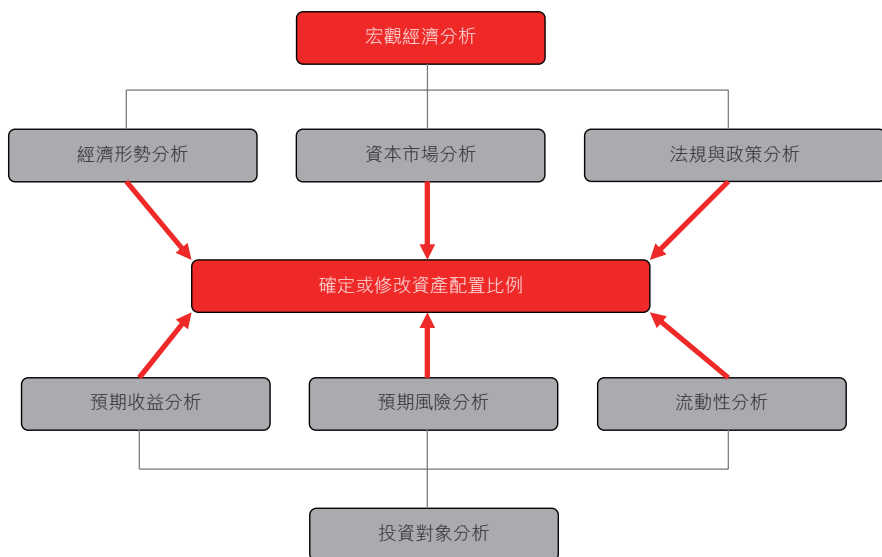 宏觀經濟分析
經濟形勢分析
資本市場分析
法規與政策分析
確定或修改資產配置比例
預期收益分析
預期風險分析
流動性分析
投資對象分析